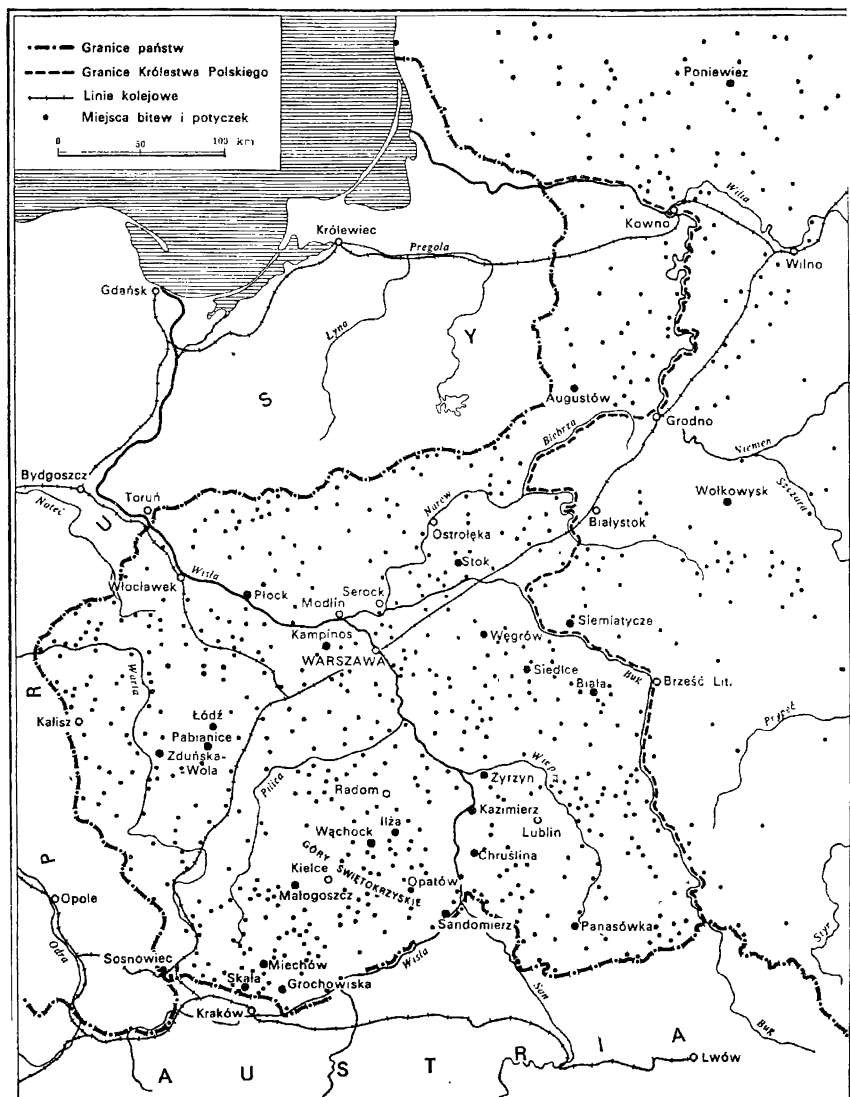 Granice państw
Granice Królestwa Polskiego
Linie kolejowe
Miejsca bitew i potyczek
0 50 100 km
Poniewież
Wilia
Kowno
Królewiec
Pregoła
Wilno
Gdańsk
Łyna
Y
S
Augustów
Grodno
Biebrza
Niemen
Bydgoszcz
Szczara
Toruń
Wołkowysk
Noteć
U
Narew
Białystok
Ostrołęka
Stok
Włocławek
Wisła
Płock
Serock
Modlin
Siemiatycze
Kampinos
Węgrów
WARSZAWA
Siedlce
Bug
Brześć Lit.
Biała
Warta
R
Prypeć
Kalisz
Łódź
Pabianice
Zduńska-
Wola
Pilica
Wieprz
Żyrzyn
Radom
Kazimierz
Iłża
Lublin
Wąchock
P
GÓRY ŚWIĘTOKRZYSKIE
Chruślina
Kielce
Opatów
Małogoszcz
Opole
Sandomierz
Panasówka
Styr
Odra
Sosnowiec
Miechów
Wisła
Skała
Grochowiska
San
Kraków
Bug
Lwów
A U S T R I A